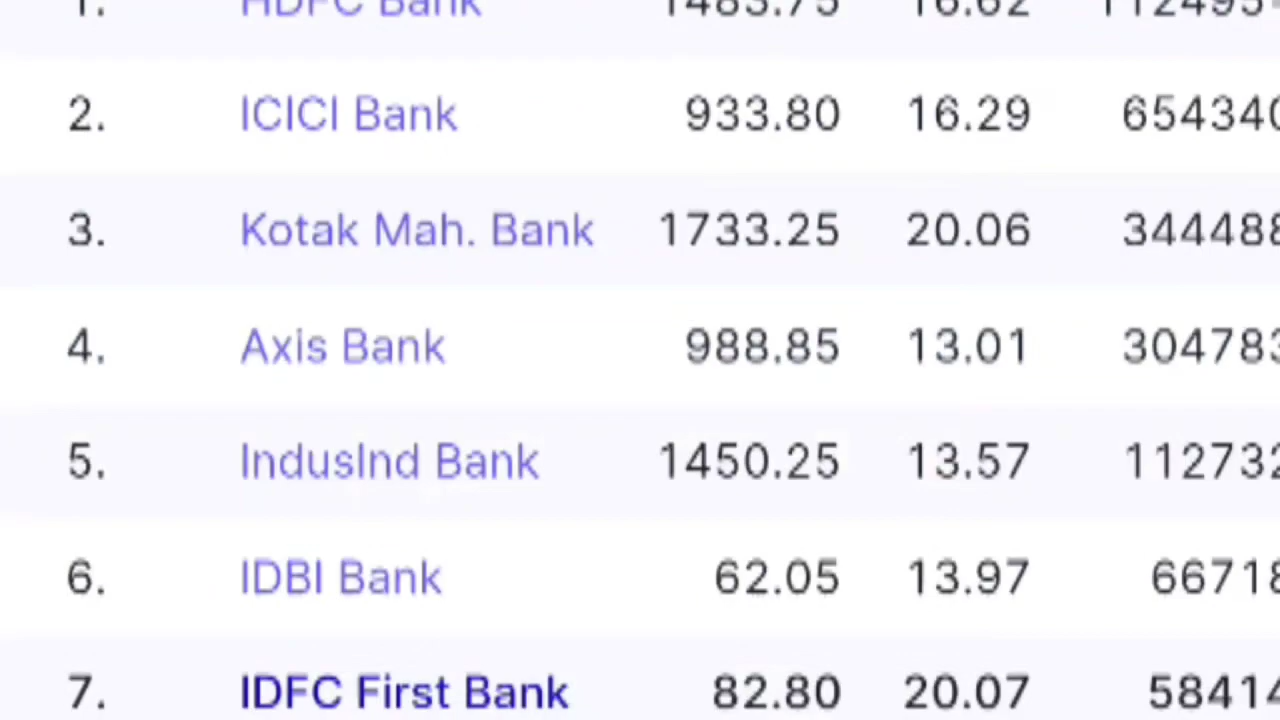 1. HDFC Bank 1483.75 16.62 112495
2. ICICI Bank 933.80 16.29 654340
3. Kotak Mah. Bank 1733.25 20.06 344488
4. Axis Bank 988.85 13.01 304783
5. IndusInd Bank 1450.25 13.57 112732
6. IDBI Bank 62.05 13.97 66718
7. IDFC First Bank 82.80 20.07 58414